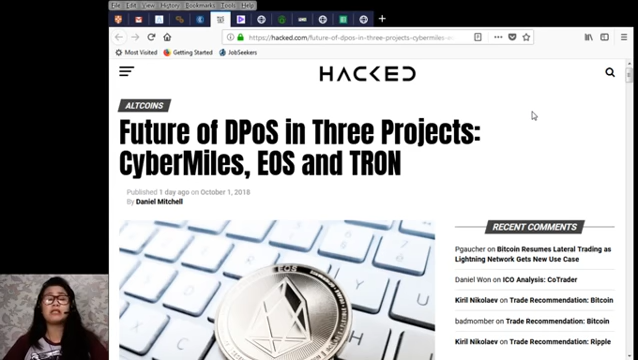 File Edit View History Bookmarks Tools Help
https://hacked.com/future-of-dpos-in-three-projects-cybermiles-
Most Visited Getting Started JobSeekers
HACKED
ALTCOINS
Future of DPoS in Three Projects:
CyberMiles, EOS and TRON
Published 1 day ago on October 1, 2018
By Daniel Mitchell
RECENT COMMENTS
Pgaucher on Bitcoin Resumes Lateral Trading as
Lightning Network Gets New Use Case
Daniel Won on ICO Analysis: CoTrader
Kiril Nikolaev on Trade Recommendation: Bitcoin
badmomber on Trade Recommendation: Bitcoin
Kiril Nikolaev on Trade Recommendation: Ripple
EOS